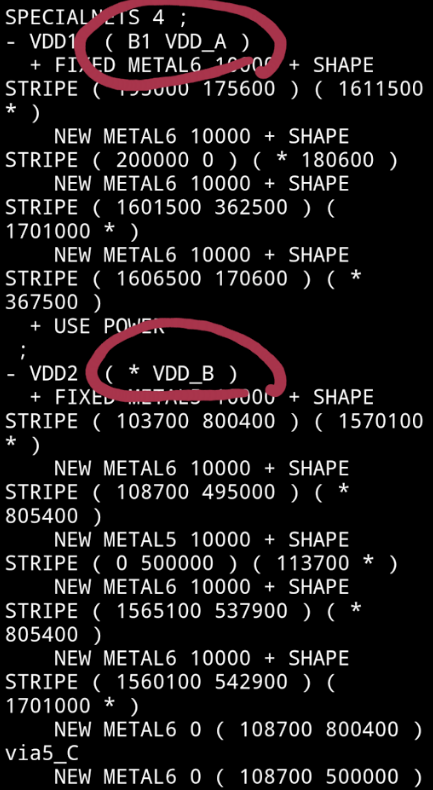 SPECIALNETS 4 ;
- VDD1 ( B1 VDD_A )
+ FIXED METAL6 10000 + SHAPE
STRIPE ( 195000 175600 ) ( 1611500
* )
NEW METAL6 10000 + SHAPE
STRIPE ( 200000 0 ) ( * 180600 )
NEW METAL6 10000 + SHAPE
STRIPE ( 1601500 362500 ) (
1701000 * )
NEW METAL6 10000 + SHAPE
STRIPE ( 1606500 170600 ) ( *
367500 )
+ USE POWER
;
- VDD2 ( * VDD_B )
+ FIXED METAL5 10000 + SHAPE
STRIPE ( 103700 800400 ) ( 1570100
* )
NEW METAL6 10000 + SHAPE
STRIPE ( 108700 495000 ) ( *
805400 )
NEW METAL5 10000 + SHAPE
STRIPE ( 0 500000 ) ( 113700 * )
NEW METAL6 10000 + SHAPE
STRIPE ( 1565100 537900 ) ( *
805400 )
NEW METAL6 10000 + SHAPE
STRIPE ( 1560100 542900 ) (
1701000 * )
NEW METAL6 0 ( 108700 800400 )
via5_C
NEW METAL6 0 ( 108700 500000 )